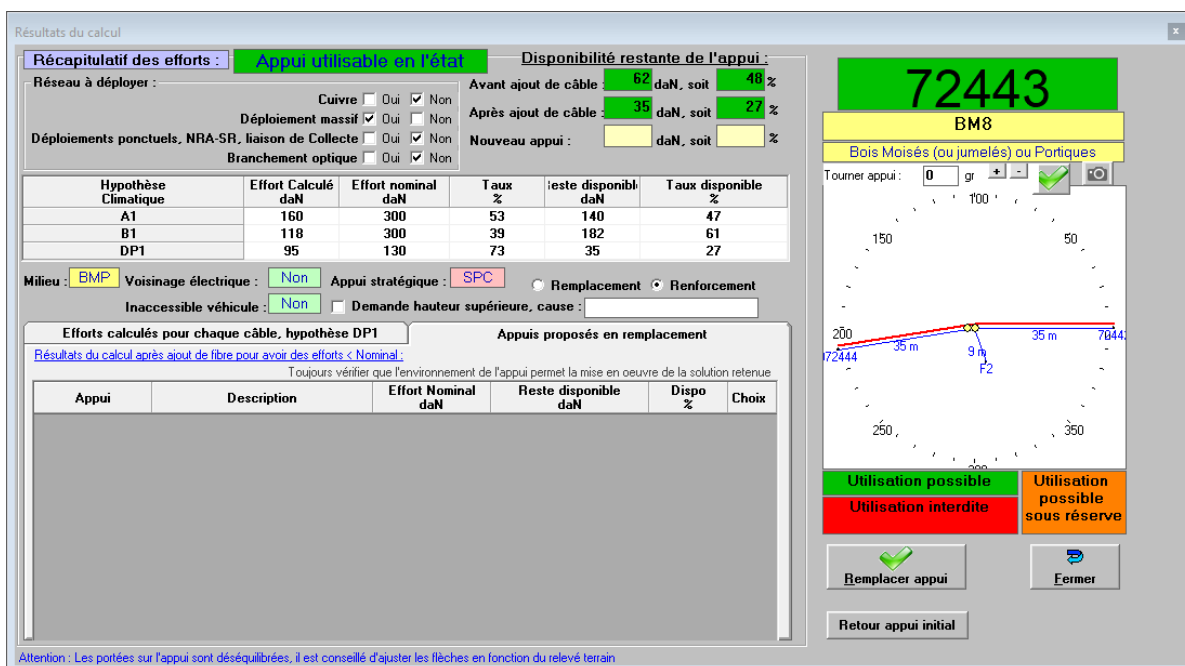 Résultats du calcul
x
Récapitulatif des efforts :
Appui utilisable en l'état
Disponibilité restante de l'appui :
Réseau à déployer :
Cuivre Oui Non
Déploiement massif Oui Non
Déploiements ponctuels, NRA-SR, liaison de Collecte Oui Non
Branchement optique Oui Non
Avant ajout de câble : 62 daN, soit 48 %
Après ajout de câble : 35 daN, soit 27 %
Nouveau appui : daN, soit %
72443
BM8
Bois Moisés (ou jumelés) ou Portiques
Tourner appui : 0 gr + -
Hypothèse Climatique Effort Calculé daN Effort nominal daN Taux % este disponibl daN Taux disponible %
A1 160 300 53 140 47
B1 118 300 39 182 61
DP1 95 130 73 35 27
Milieu : BMP Voisinage électrique : Non Appui stratégique : SPC Remplacement Renforcement
Inaccessible véhicule : Non Demande hauteur supérieure, cause :
Efforts calculés pour chaque câble, hypothèse DP1
Appuis proposés en remplacement
Résultats du calcul après ajout de fibre pour avoir des efforts < Nominal :
Toujours vérifier que l'environnement de l'appui permet la mise en oeuvre de la solution retenue
Appui Description Effort Nominal daN Reste disponible daN Dispo % Choix
100
150 50
200
35 m 35 m
72444
9 m
F2
250 350
Utilisation possible
Utilisation interdite
Utilisation possible sous réserve
Remplacer appui
Fermer
Retour appui initial
Attention : Les portées sur l'appui sont déséquilibrées, il est conseillé d'ajuster les flèches en fonction du relevé terrain